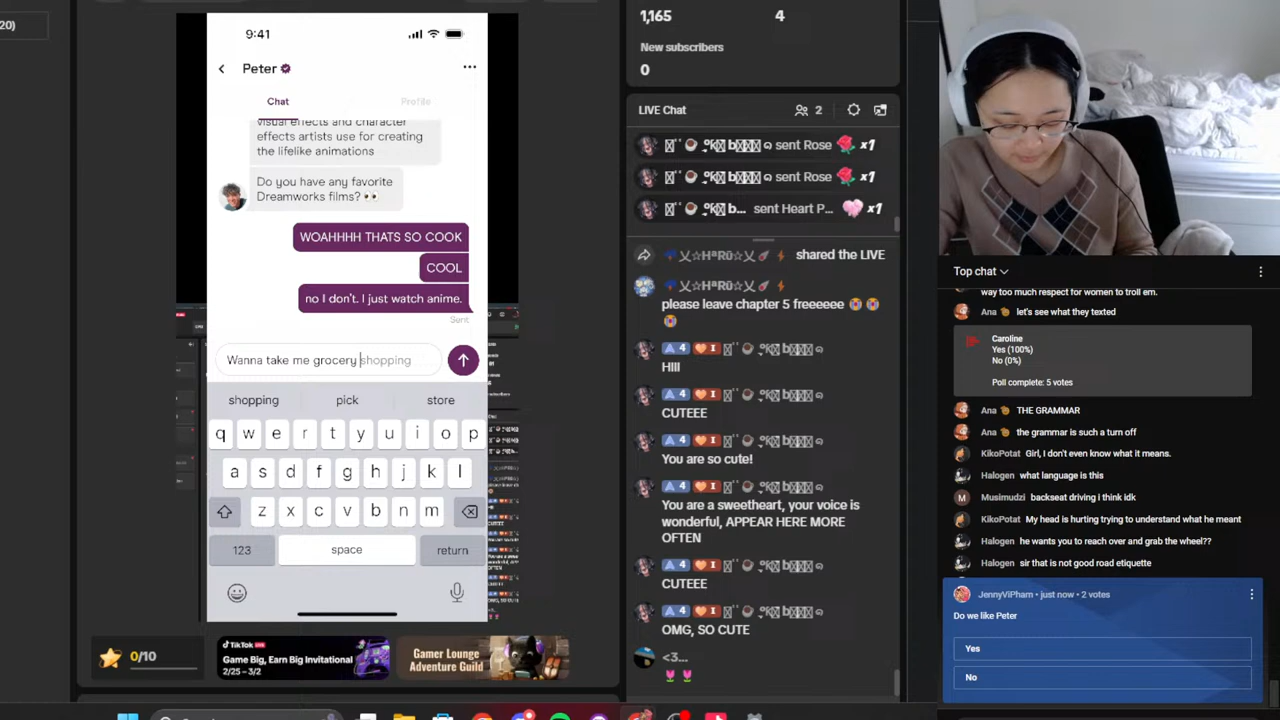 20)
9:41
Peter
Chat
Profile
visual effects and character
effects artists use for creating
the lifelike animations
Do you have any favorite
Dreamworks films? 👀
WOAHHHH THATS SO COOK
COOL
no I don't. I just watch anime.
Sent
Wanna take me grocery shopping
shopping
pick
store
q w e r t y u i o p
a s d f g h j k l
z x c v b n m
123
space
return
0/10
TikTok LIVE
Game Big, Earn Big Invitational
2/25 – 3/2
Gamer Lounge
Adventure Guild
1,165
4
New subscribers
0
LIVE Chat
2
sent Rose 🌹 x1
sent Rose 🌹 x1
sent Heart P... x1
shared the LIVE
please leave chapter 5 freeeeee 😭😭
😭
A 4 I
HIII
A 4 I
CUTEEE
A 4 I
You are so cute!
A 4 I
You are a sweetheart, your voice is
wonderful, APPEAR HERE MORE
OFTEN
A 4 I
CUTEEE
A 4 I
OMG, SO CUTE
<3...
🌷🌷
Top chat
way too much respect for women to troll em.
Ana let's see what they texted
Caroline
Yes (100%)
No (0%)
Poll complete: 5 votes
Ana THE GRAMMAR
Ana the grammar is such a turn off
KikoPotat Girl, I don't even know what it means.
Halogen what language is this
M Musimudzi backseat driving i think idk
KikoPotat My head is hurting trying to understand what he meant
Halogen he wants you to reach over and grab the wheel??
Halogen sir that is not good road etiquette
JennyViPham • just now • 2 votes
Do we like Peter
Yes
No